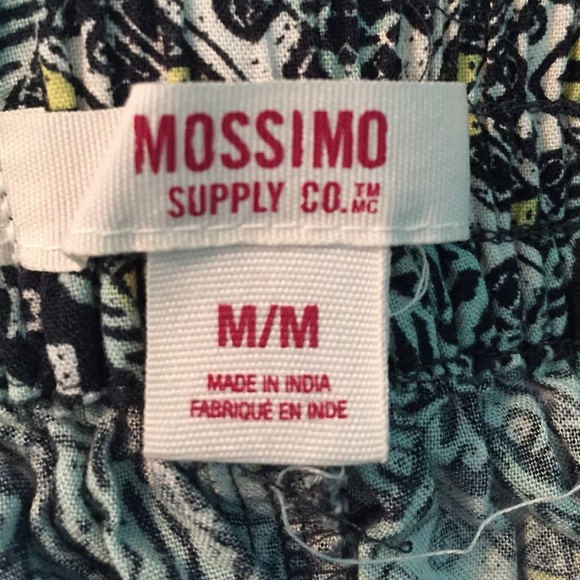 MOSSIMO
SUPPLY CO.™ MC
M/M
MADE IN INDIA
FABRIQUÉ EN INDE